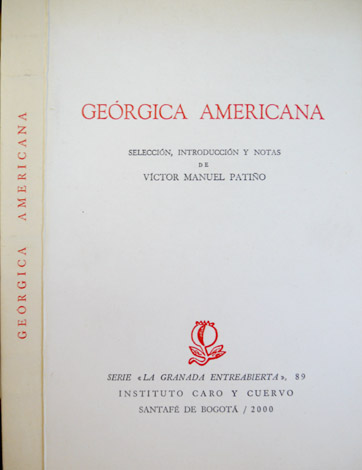 GEÓRGICA AMERICANA
GEÓRGICA AMERICANA
SELECCIÓN, INTRODUCCIÓN Y NOTAS
DE
VÍCTOR MANUEL PATIÑO
SERIE «LA GRANADA ENTREABIERTA», 89
INSTITUTO CARO Y CUERVO
SANTAFÉ DE BOGOTÁ / 2000